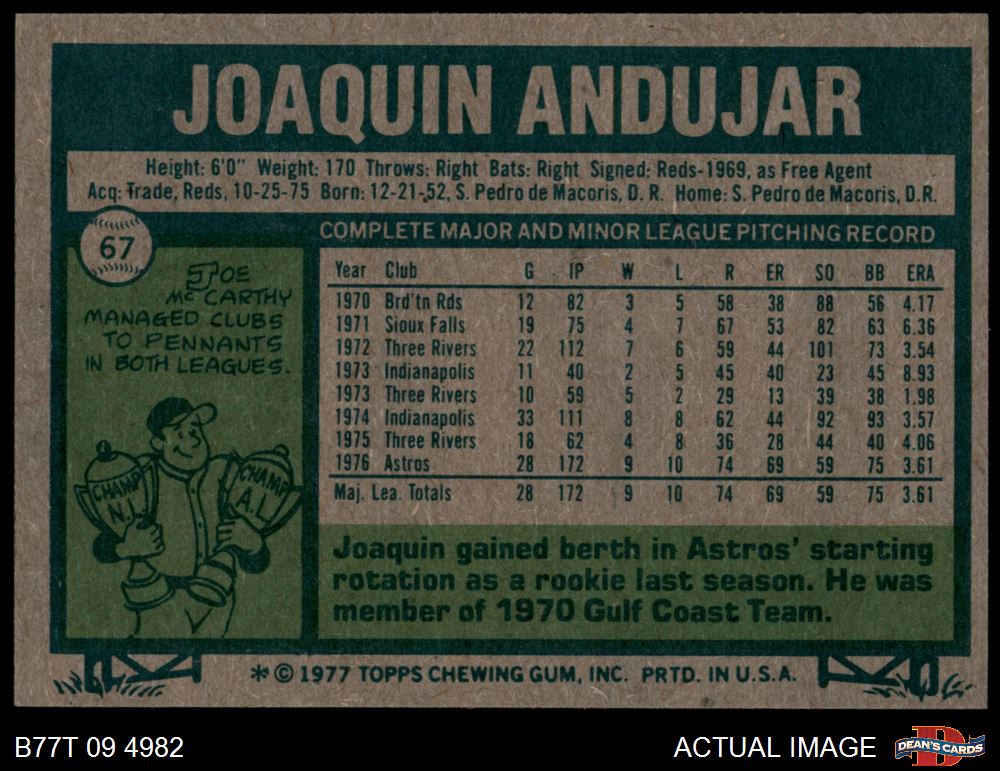 JOAQUIN ANDUJAR
Height: 6'0" Weight: 170 Throws: Right Bats: Right Signed: Reds-1969, as Free Agent
Acq: Trade, Reds, 10-25-75 Born: 12-21-52, S. Pedro de Macoris, D. R. Home: S. Pedro de Macoris, D.R.
67
JOE
McCARTHY
MANAGED CLUBS
TO PENNANTS
IN BOTH LEAGUES.
CHAMP
N.L.
CHAMP
A.L.
COMPLETE MAJOR AND MINOR LEAGUE PITCHING RECORD
Year Club G IP W L R ER SO BB ERA
1970 Brd'tn Rds 12 82 3 5 58 38 88 56 4.17
1971 Sioux Falls 19 75 4 7 67 53 82 63 6.36
1972 Three Rivers 22 112 7 6 59 44 101 73 3.54
1973 Indianapolis 11 40 2 5 45 40 23 45 8.93
1973 Three Rivers 10 59 5 2 29 13 39 38 1.98
1974 Indianapolis 33 111 8 8 62 44 92 93 3.57
1975 Three Rivers 18 62 4 8 36 28 44 40 4.06
1976 Astros 28 172 9 10 74 69 59 75 3.61
Maj. Lea. Totals 28 172 9 10 74 69 59 75 3.61
Joaquin gained berth in Astros' starting
rotation as a rookie last season. He was
member of 1970 Gulf Coast Team.
* © 1977 TOPPS CHEWING GUM, INC. PRTD. IN U.S.A.
B77T 09 4982
ACTUAL IMAGE
D
DEAN'S CARDS